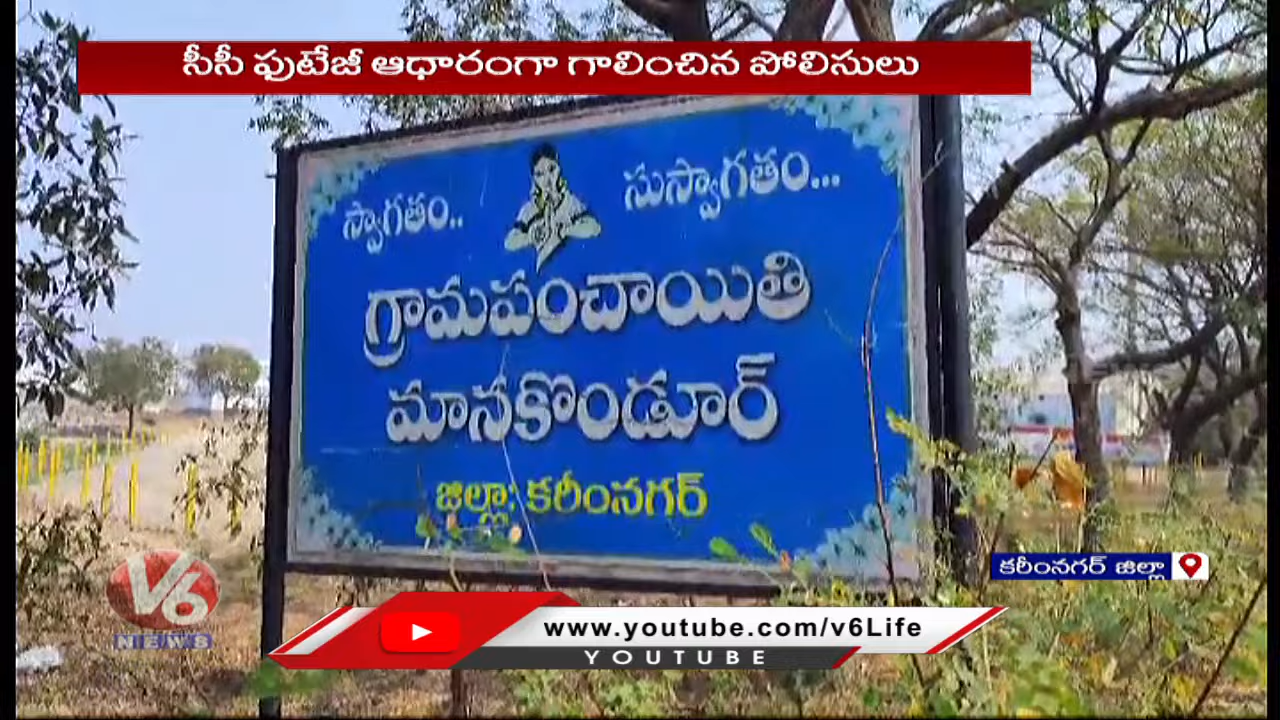 సీసీ ఫుటేజీ ఆధారంగా గాలించిన పోలీసులు
స్వాగతం.. సుస్వాగతం...
గ్రామపంచాయితి
మానకొండూర్
జిల్లా: కరీంనగర్
కరీంనగర్ జిల్లా
V6
NEWS
www.youtube.com/v6Life
YOUTUBE